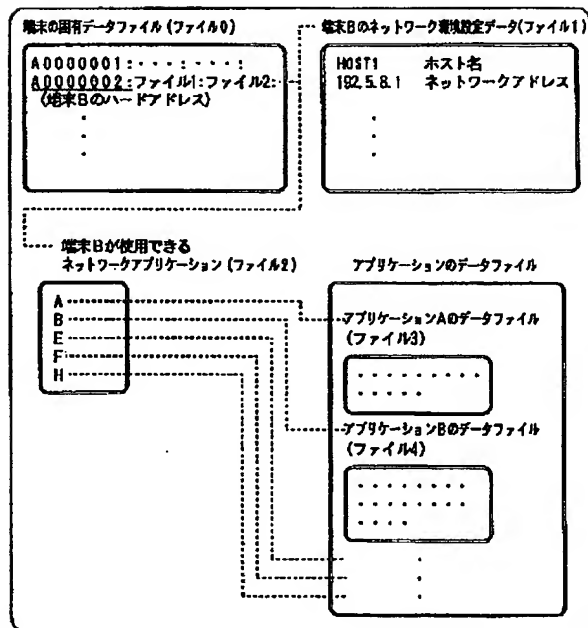 端末の固有データファイル(ファイル0)
端末Bのネットワーク環境設定データ(ファイル1)
A0000001:・・・:・・・:
A0000002:ファイル1:ファイル2:
(端末Bのハードアドレス)
HOST1 ホスト名
192.5.8.1 ネットワークアドレス
端末Bが使用できる
ネットワークアプリケーション(ファイル2)
アプリケーションのデータファイル
A
B
E
F
H
アプリケーションAのデータファイル
(ファイル3)
アプリケーションBのデータファイル
(ファイル4)